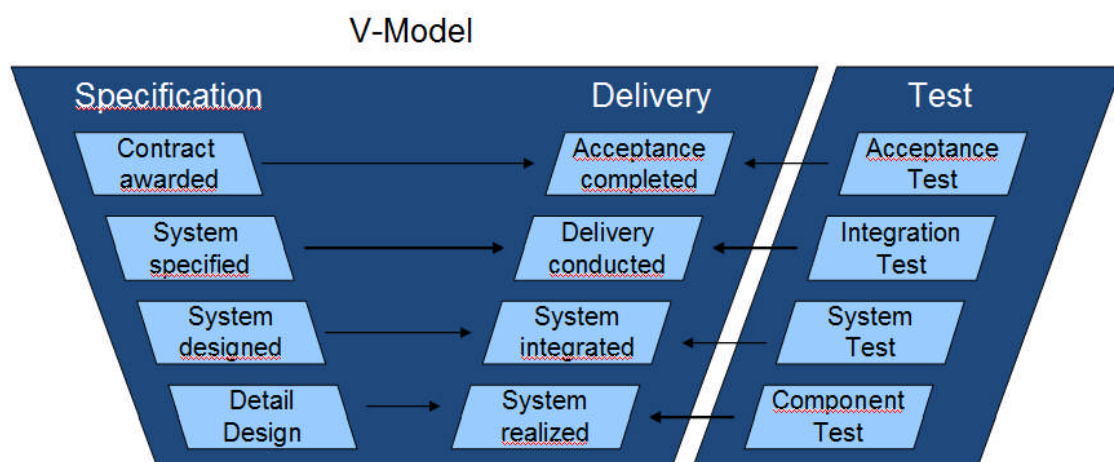 V-Model
Specification
Delivery
Test
Contract
awarded
Acceptance
completed
Acceptance
Test
System
specified
Delivery
conducted
Integration
Test
System
designed
System
integrated
System
Test
Detail
Design
System
realized
Component
Test